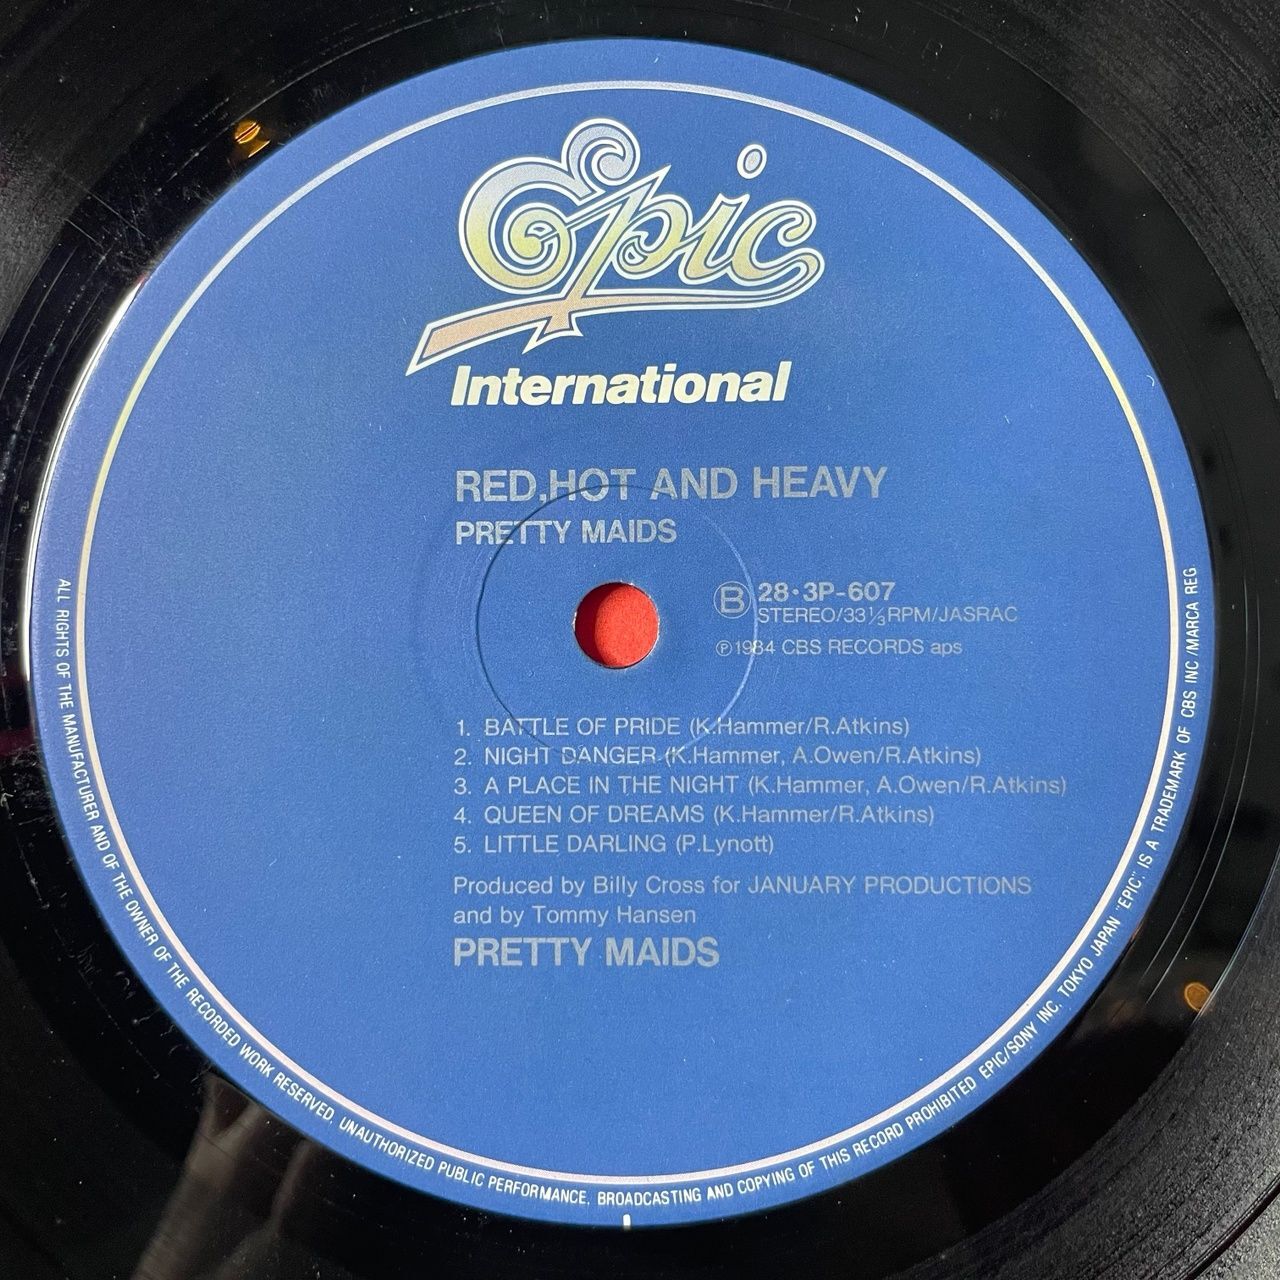 Epic
International
RED,HOT AND HEAVY
PRETTY MAIDS
B 28・3P-607
STEREO/33⅓RPM/JASRAC
℗1984 CBS RECORDS aps
1. BATTLE OF PRIDE (K.Hammer/R.Atkins)
2. NIGHT DANGER (K.Hammer, A.Owen/R.Atkins)
3. A PLACE IN THE NIGHT (K.Hammer, A.Owen/R.Atkins)
4. QUEEN OF DREAMS (K.Hammer/R.Atkins)
5. LITTLE DARLING (P.Lynott)
Produced by Billy Cross for JANUARY PRODUCTIONS
and by Tommy Hansen
PRETTY MAIDS
ALL RIGHTS OF THE MANUFACTURER AND OF THE OWNER OF THE RECORDED WORK RESERVED. UNAUTHORIZED PUBLIC PERFORMANCE, BROADCASTING AND COPYING OF THIS RECORD PROHIBITED EPIC/SONY INC. TOKYO JAPAN "EPIC". IS A TRADEMARK OF CBS INC /MARCA REG